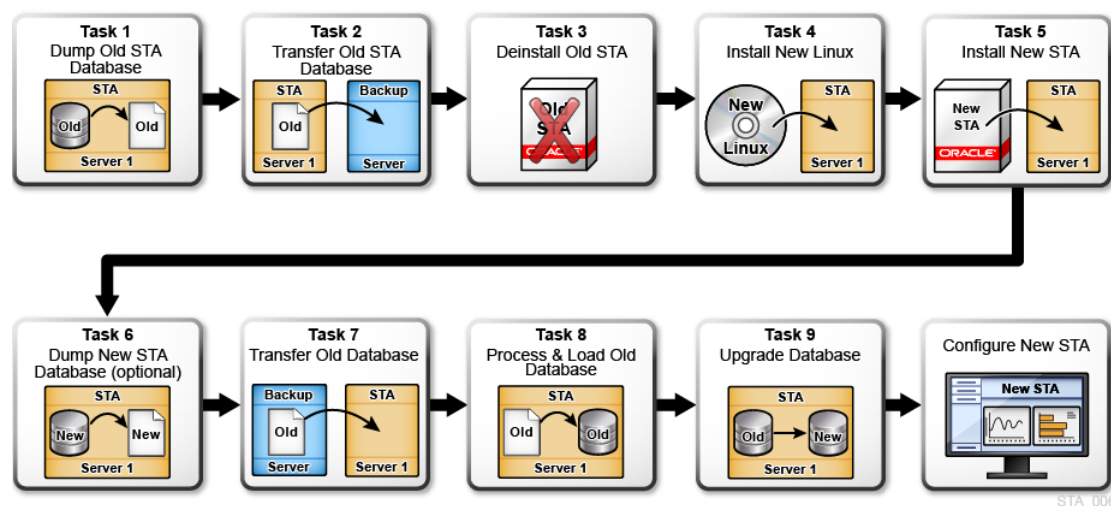 Task 1
Dump Old STA
Database
STA
Old
Old
Server 1
Task 2
Transfer Old STA
Database
STA
Backup
Old
Server 1
Server
Task 3
Deinstall Old STA
Old
STA
ORACLE
Task 4
Install New Linux
New
Linux
STA
Server 1
Task 5
Install New STA
New
STA
ORACLE
STA
Server 1
Task 6
Dump New STA
Database (optional)
STA
New
New
Server 1
Task 7
Transfer Old Database
Backup
STA
Old
Server
Server 1
Task 8
Process & Load Old
Database
STA
Old
Old
Server 1
Task 9
Upgrade Database
STA
Old
New
Server 1
Configure New STA
New STA
STA_006